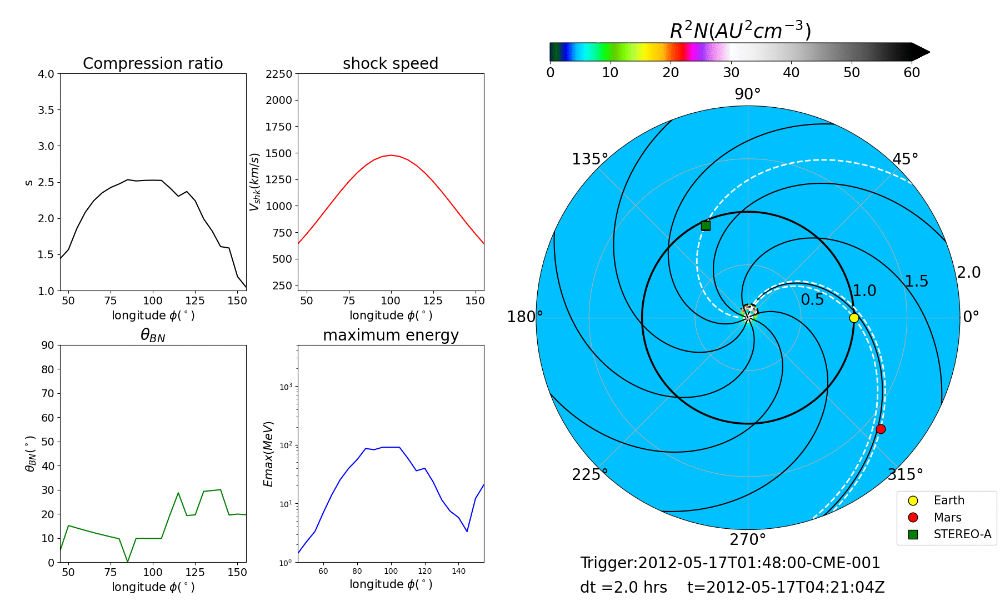 Compression ratio
4.0
3.5
3.0
2.5
2.0
1.5
1.0
s
50 75 100 125 150
longitude ϕ(°)
shock speed
2250
2000
1750
1500
1250
1000
750
500
250
V_shk(km/s)
50 75 100 125 150
longitude ϕ(°)
θ_BN
90
80
70
60
50
40
30
20
10
0
θ_BN(°)
50 75 100 125 150
longitude ϕ(°)
maximum energy
10³
10²
10¹
10⁰
Emax(MeV)
60 80 100 120 140
longitude ϕ(°)
R²N(AU²cm⁻³)
0 10 20 30 40 50 60
90°
135° 45°
2.0
1.5
1.0
0.5
180° 0°
225° 315°
270°
Earth
Mars
STEREO-A
Trigger:2012-05-17T01:48:00-CME-001
dt =2.0 hrs t=2012-05-17T04:21:04Z